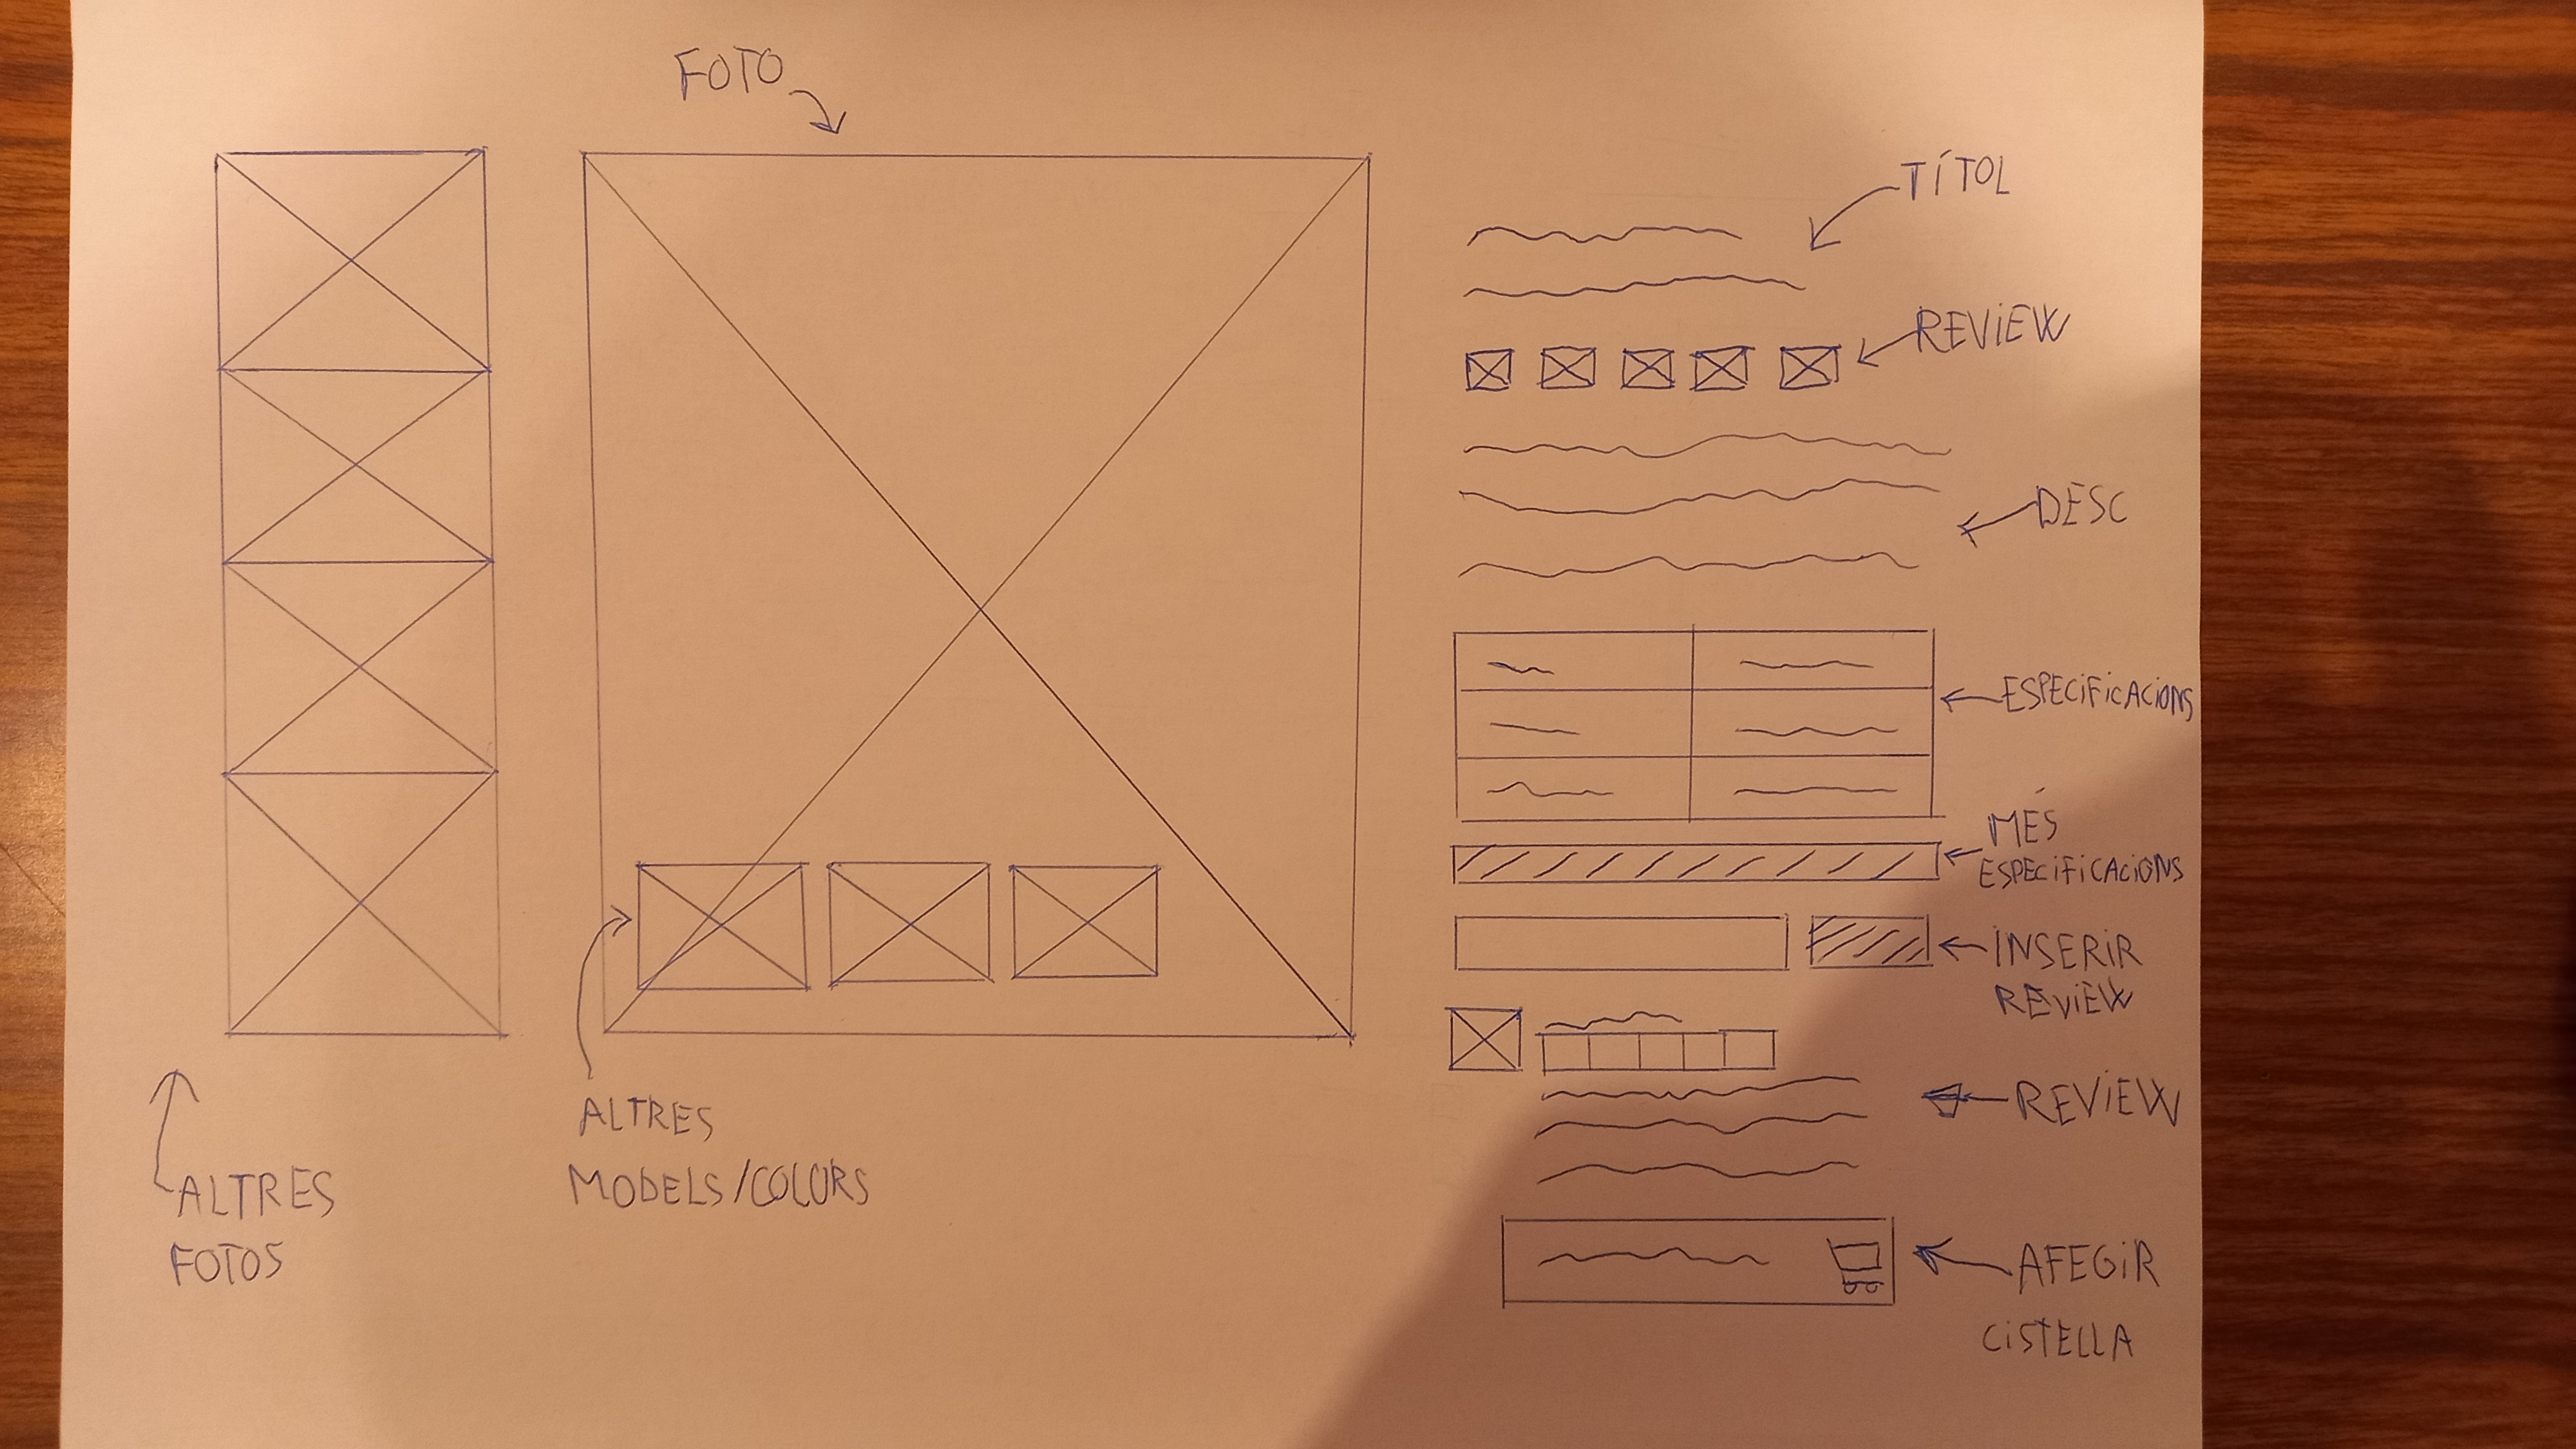 FOTO
TÍTOL
REVIEW
DESC
ESPECIFICACIONS
MÉS
ESPECIFICACIONS
INSERIR
REVIEW
REVIEW
AFEGIR
CISTELLA
ALTRES
MODELS/COLORS
ALTRES
FOTOS